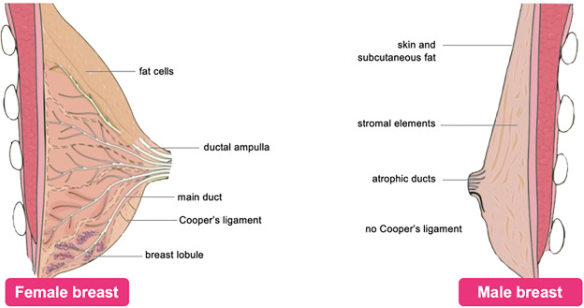 fat cells
ductal ampulla
main duct
Cooper's ligament
breast lobule
Female breast
skin and
subcutaneous fat
stromal elements
atrophic ducts
no Cooper's ligament
Male breast